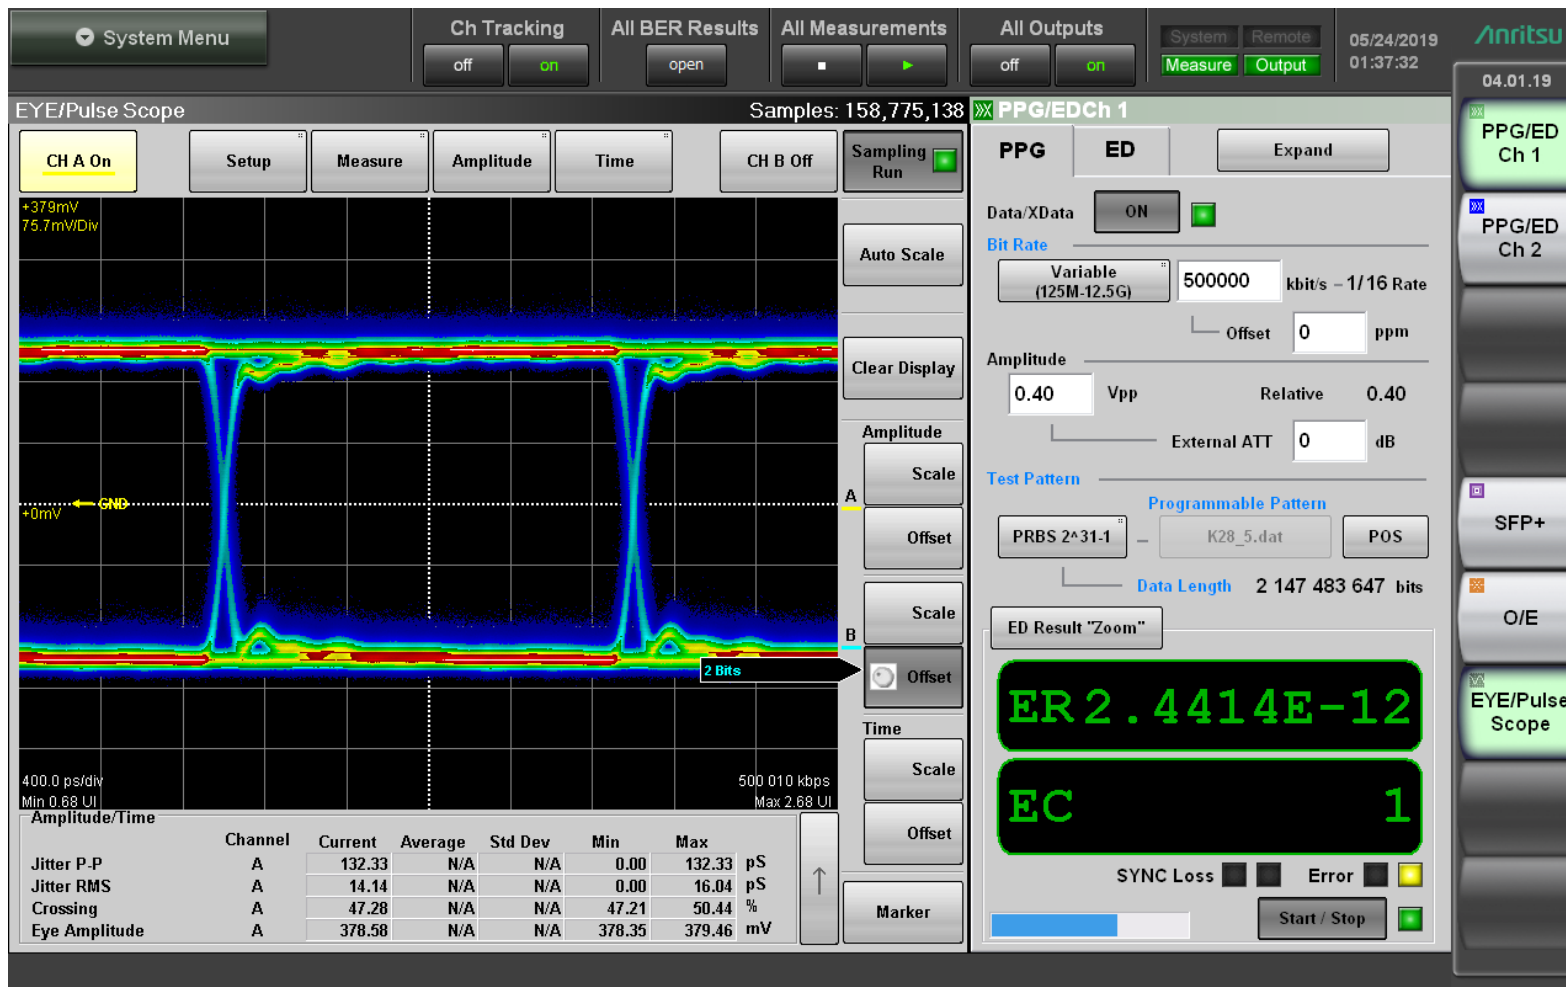 System Menu
Ch Tracking
off on
All BER Results
open
All Measurements
All Outputs
off on
System Remote
Measure Output
05/24/2019
01:37:32
Anritsu
04.01.19
EYE/Pulse Scope Samples: 158,775,138
CH A On Setup Measure Amplitude Time CH B Off
Sampling
Run
+379mV
75.7mV/Div
GND
+0mV
2 Bits
400.0 ps/div 500 010 kbps
Min 0.68 UI Max 2.68 UI
Auto Scale
Clear Display
Amplitude
Scale
A
Offset
Scale
B
Offset
Time
Scale
Offset
Marker
Amplitude/Time
Channel Current Average Std Dev Min Max
Jitter P-P A 132.33 N/A N/A 0.00 132.33 pS
Jitter RMS A 14.14 N/A N/A 0.00 16.04 pS
Crossing A 47.28 N/A N/A 47.21 50.44 %
Eye Amplitude A 378.58 N/A N/A 378.35 379.46 mV
PPG/EDCh 1
PPG ED Expand
Data/XData ON
Bit Rate
Variable
(125M-12.5G)
500000 kbit/s – 1/16 Rate
Offset 0 ppm
Amplitude
0.40 Vpp Relative 0.40
External ATT 0 dB
Test Pattern
Programmable Pattern
PRBS 2^31-1 – K28_5.dat POS
Data Length 2 147 483 647 bits
ED Result "Zoom"
ER 2.4414E-12
EC 1
SYNC Loss Error
Start / Stop
PPG/ED
Ch 1
PPG/ED
Ch 2
SFP+
O/E
EYE/Pulse
Scope